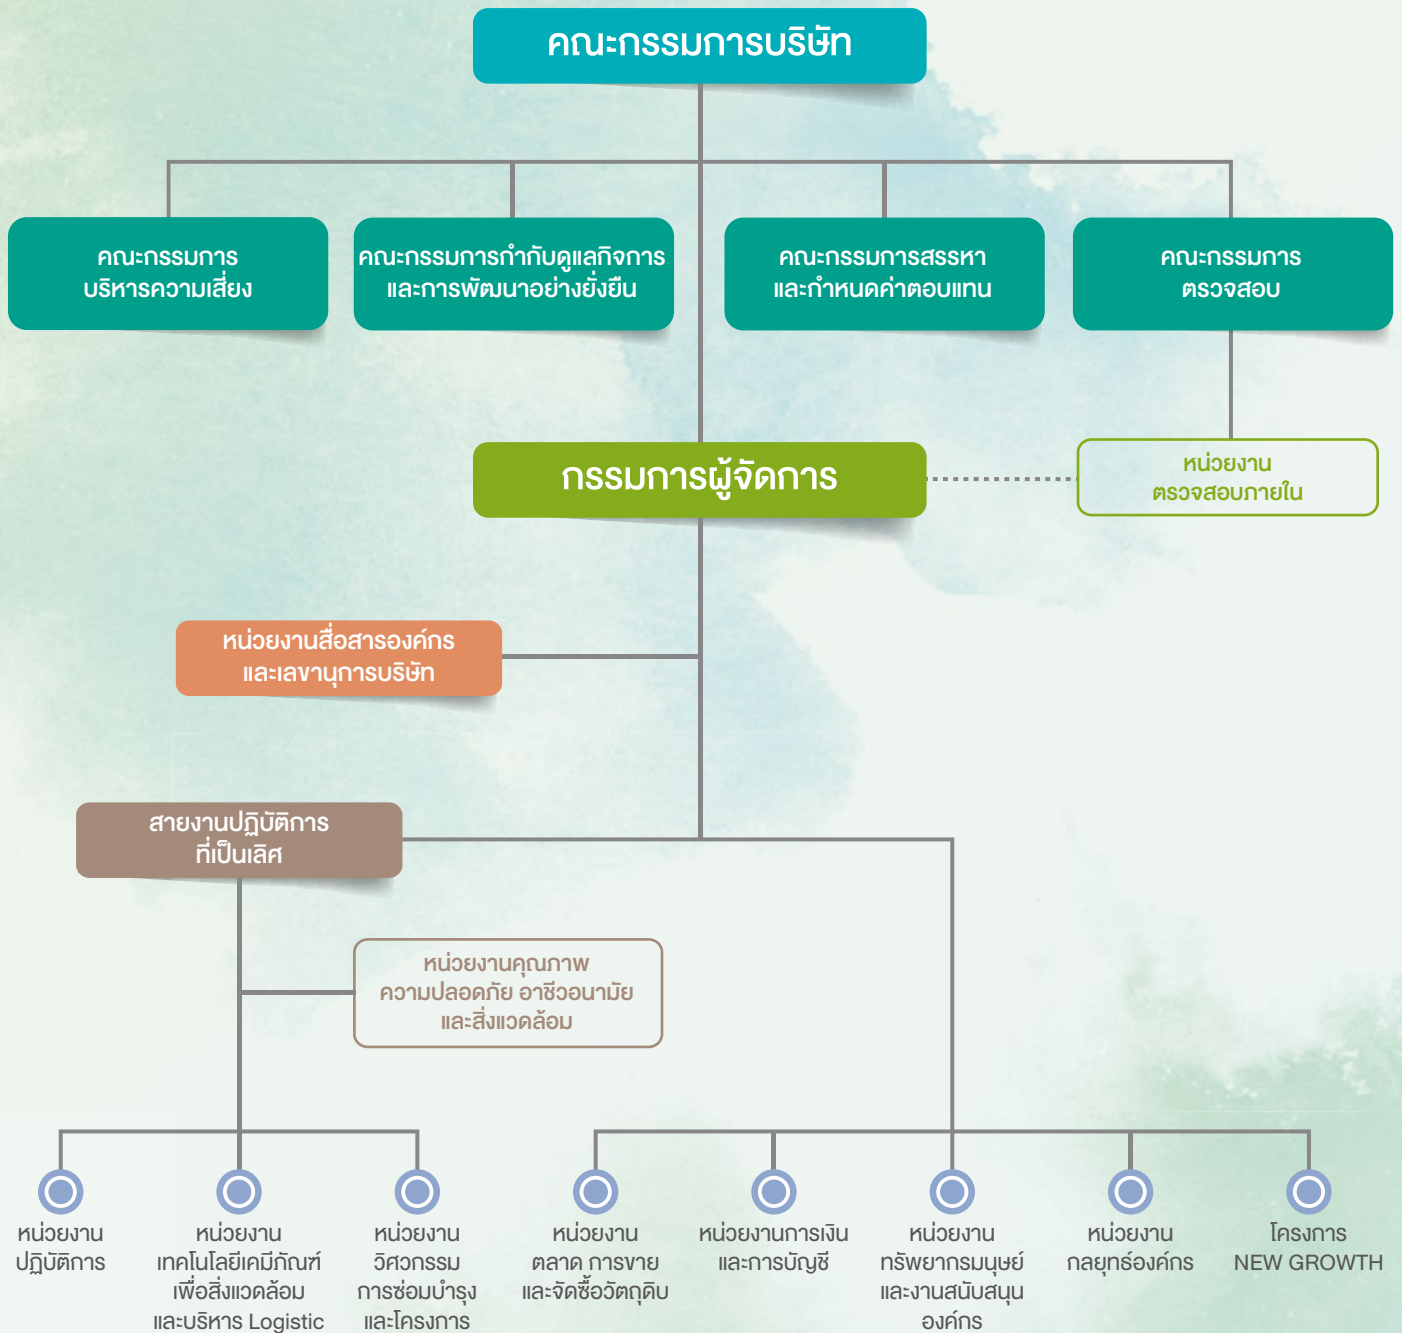 คณะกรรมการบริษัท
คณะกรรมการ
บริหารความเสี่ยง
คณะกรรมการกำกับดูแลกิจการ
และการพัฒนาอย่างยั่งยืน
คณะกรรมการสรรหา
และกำหนดค่าตอบแทน
คณะกรรมการ
ตรวจสอบ
กรรมการผู้จัดการ
หน่วยงาน
ตรวจสอบภายใน
หน่วยงานสื่อสารองค์กร
และเลขานุการบริษัท
สายงานปฏิบัติการ
ที่เป็นเลิศ
หน่วยงานคุณภาพ
ความปลอดภัย อาชีวอนามัย
และสิ่งแวดล้อม
หน่วยงาน
ปฏิบัติการ
หน่วยงาน
เทคโนโลยีเคมีภัณฑ์
เพื่อสิ่งแวดล้อม
และบริหาร Logistic
หน่วยงาน
วิศวกรรม
การซ่อมบำรุง
และโครงการ
หน่วยงาน
ตลาด การขาย
และจัดซื้อวัตถุดิบ
หน่วยงานการเงิน
และการบัญชี
หน่วยงาน
ทรัพยากรมนุษย์
และงานสนับสนุน
องค์กร
หน่วยงาน
กลยุทธ์องค์กร
โครงการ
NEW GROWTH